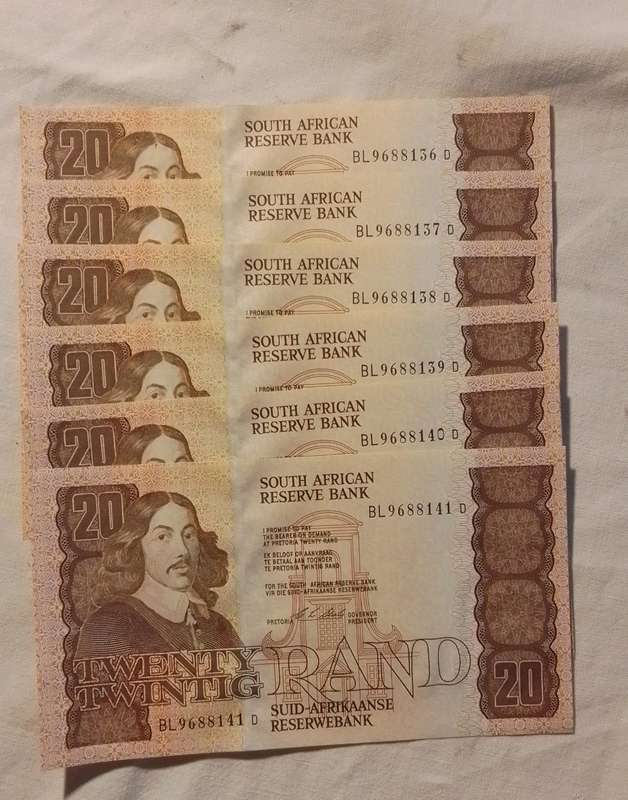 20
SOUTH AFRICAN
RESERVE BANK
BL9688136 D
I PROMISE TO PAY
20
SOUTH AFRICAN
RESERVE BANK
BL9688137 D
20
SOUTH AFRICAN
RESERVE BANK
BL9688138 D
I PROMISE TO PAY
20
SOUTH AFRICAN
RESERVE BANK
BL9688139 D
I PROMISE TO PAY
20
SOUTH AFRICAN
RESERVE BANK
BL9688140 D
20
SOUTH AFRICAN
RESERVE BANK
BL9688141 D
I PROMISE TO PAY
THE BEARER ON DEMAND
AT PRETORIA TWENTY RAND
EK BELOOF OP AANVRAAG
TE BETAAL AAN TOONDER
TE PRETORIA TWINTIG RAND
FOR THE SOUTH AFRICAN RESERVE BANK
VIR DIE SUID-AFRIKAANSE RESERWEBANK
PRETORIA GOVERNOR
PRESIDENT
TWENTY RAND
TWINTIG
20
BL9688141 D
SUID-AFRIKAANSE
RESERWEBANK